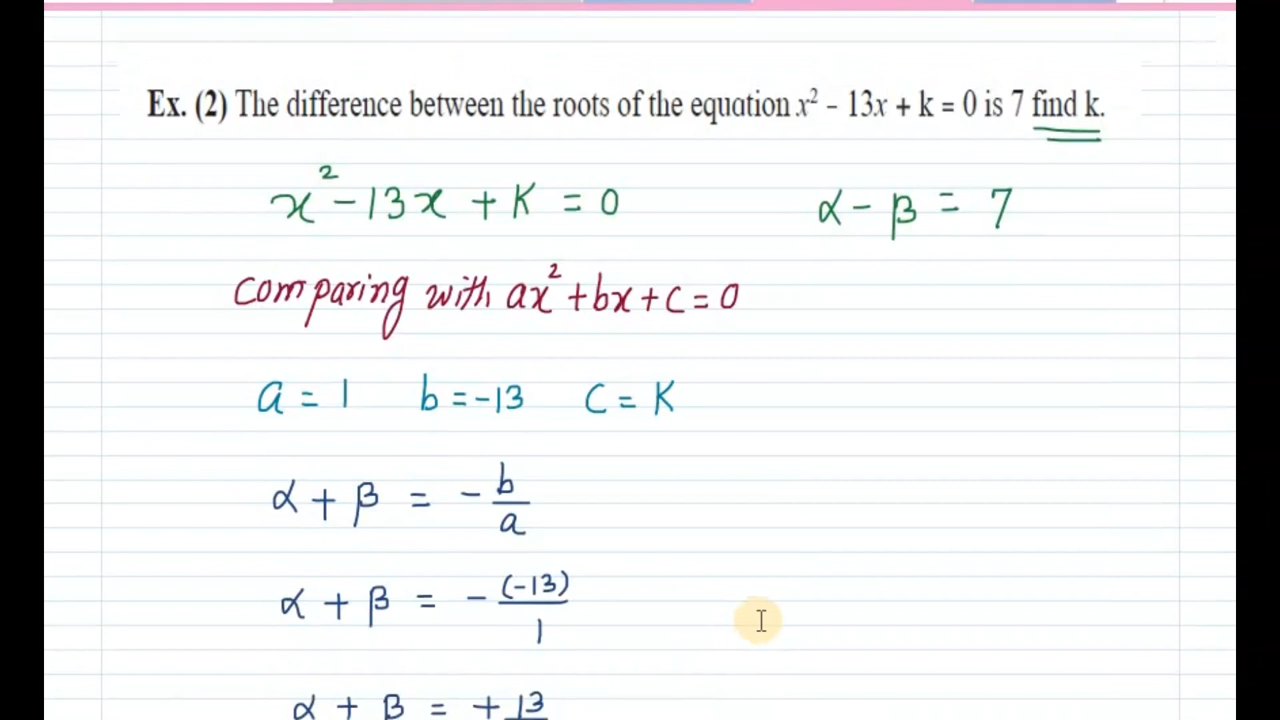 Ex. (2) The difference between the roots of the equation x² - 13x + k = 0 is 7 find k.
x² - 13x + K = 0    α - β = 7
comparing with ax² + bx + c = 0
a = 1    b = -13    C = K
α + β = - b/a
α + β = - (-13)/1
α + β = + 13